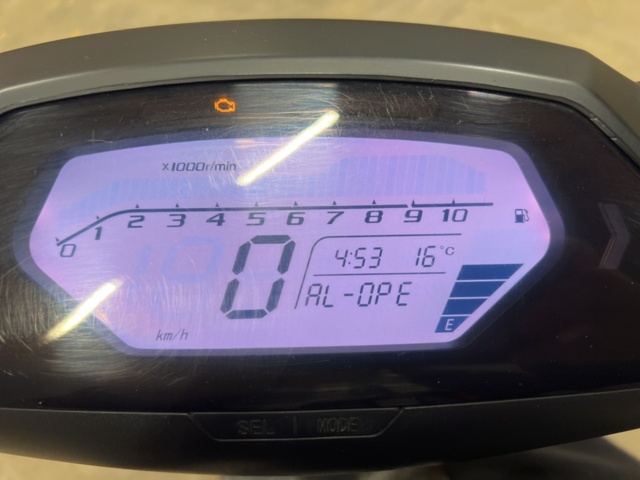 x1000r/min
0 1 2 3 4 5 6 7 8 9 10
4:53 16°C
0
AL-OPE
E
km/h
SEL MODE